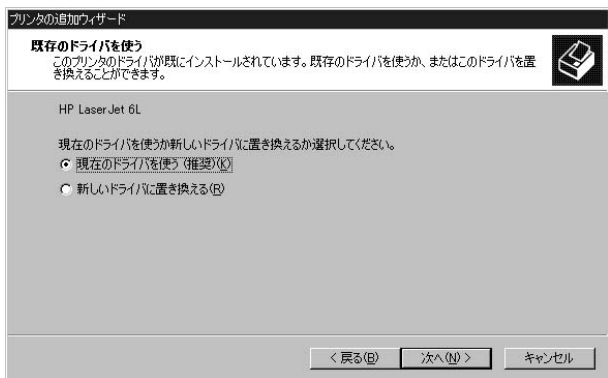 プリンタの追加ウィザード
既存のドライバを使う
このプリンタのドライバが既にインストールされています。既存のドライバを使うか、またはこのドライバを置
き換えることができます。
HP LaserJet 6L
現在のドライバを使うか新しいドライバに置き換えるか選択してください。
現在のドライバを使う (推奨)(K)
新しいドライバに置き換える(R)
< 戻る(B)
次へ(N) >
キャンセル